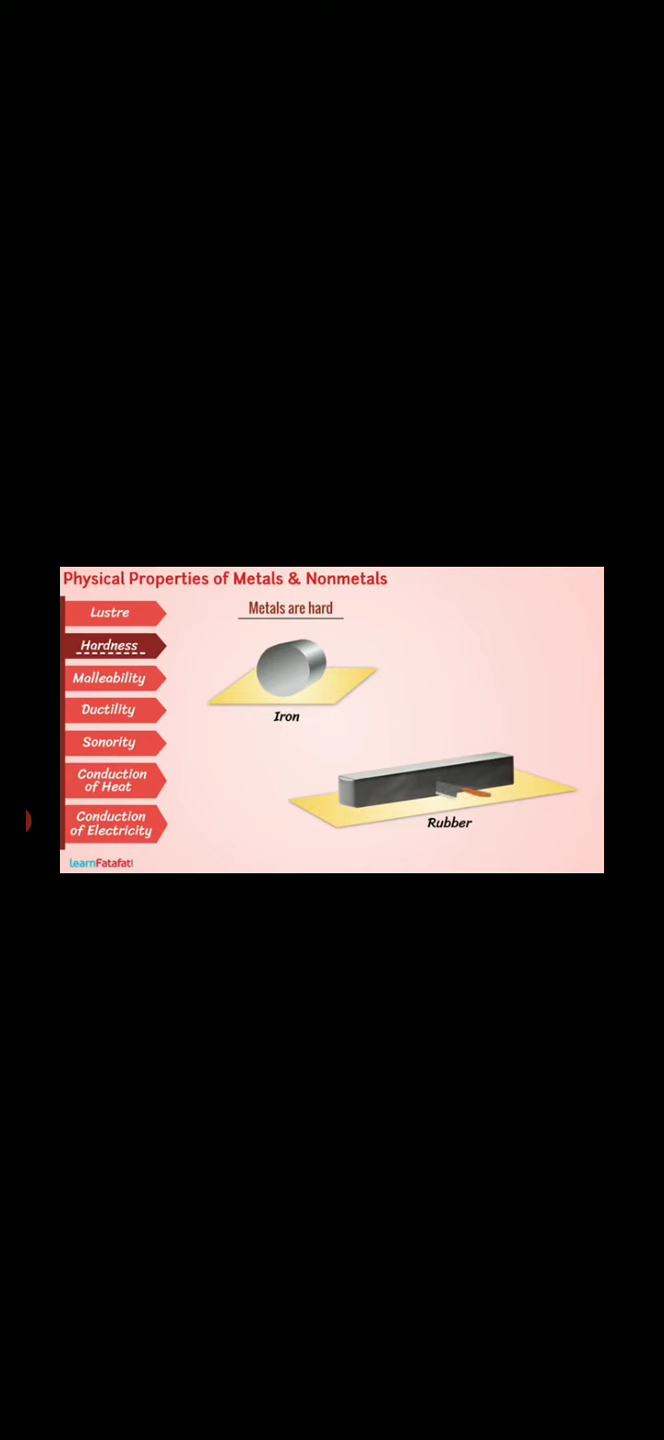 Physical Properties of Metals & Nonmetals
Lustre
Hardness
Malleability
Ductility
Sonority
Conduction
of Heat
Conduction
of Electricity
Metals are hard
Iron
Rubber
learnFatafat